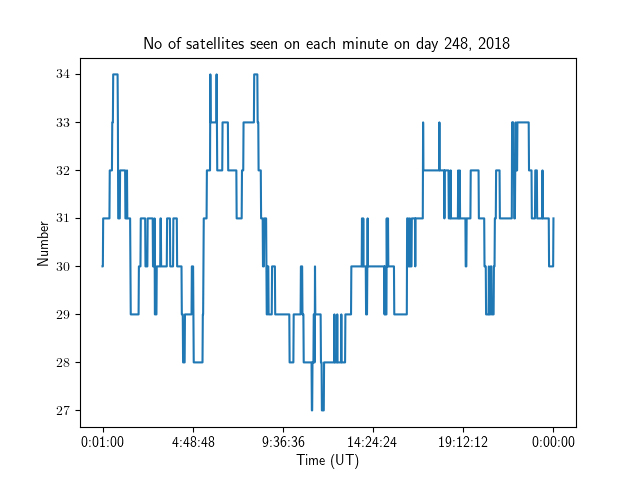 No of satellites seen on each minute on day 248, 2018
34
33
32
31
30
29
28
27
Number
0:01:00 4:48:48 9:36:36 14:24:24 19:12:12 0:00:00
Time (UT)